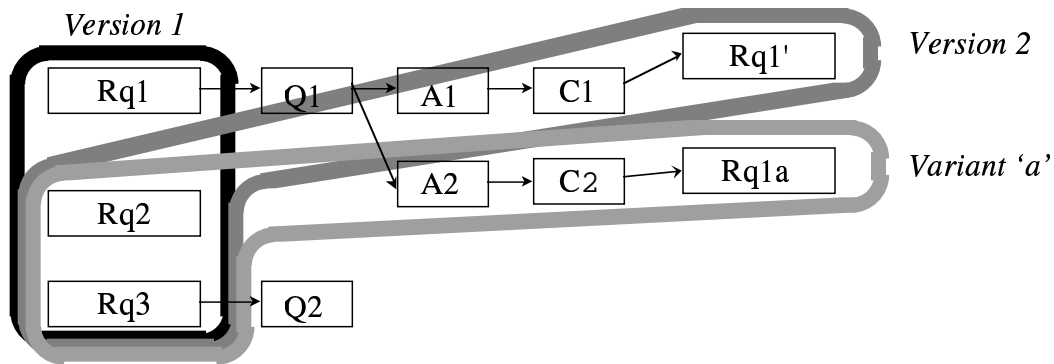 Version 1
Version 2
Rq1
Q1
A1
C1
Rq1'
Rq2
A2
C2
Rq1a
Variant ‘a’
Rq3
Q2